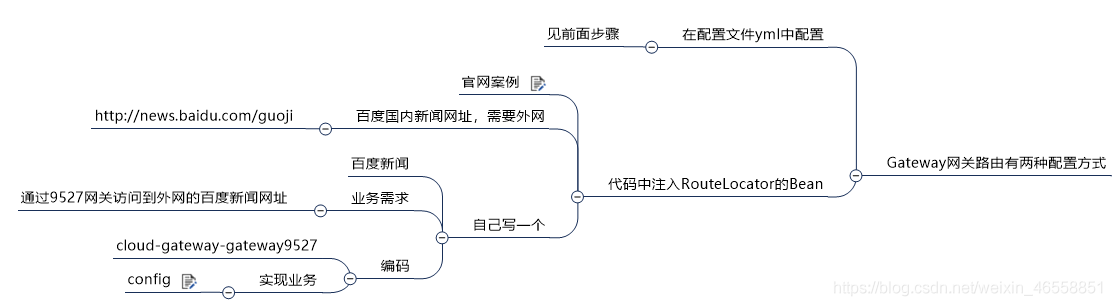 见前面步骤
在配置文件yml中配置
官网案例
http://news.baidu.com/guoji
百度国内新闻网址，需要外网
百度新闻
Gateway网关路由有两种配置方式
代码中注入RouteLocator的Bean
通过9527网关访问到外网的百度新闻网址
业务需求
自己写一个
cloud-gateway-gateway9527
编码
config
实现业务
https://blog.csdn.net/weixin_46558851